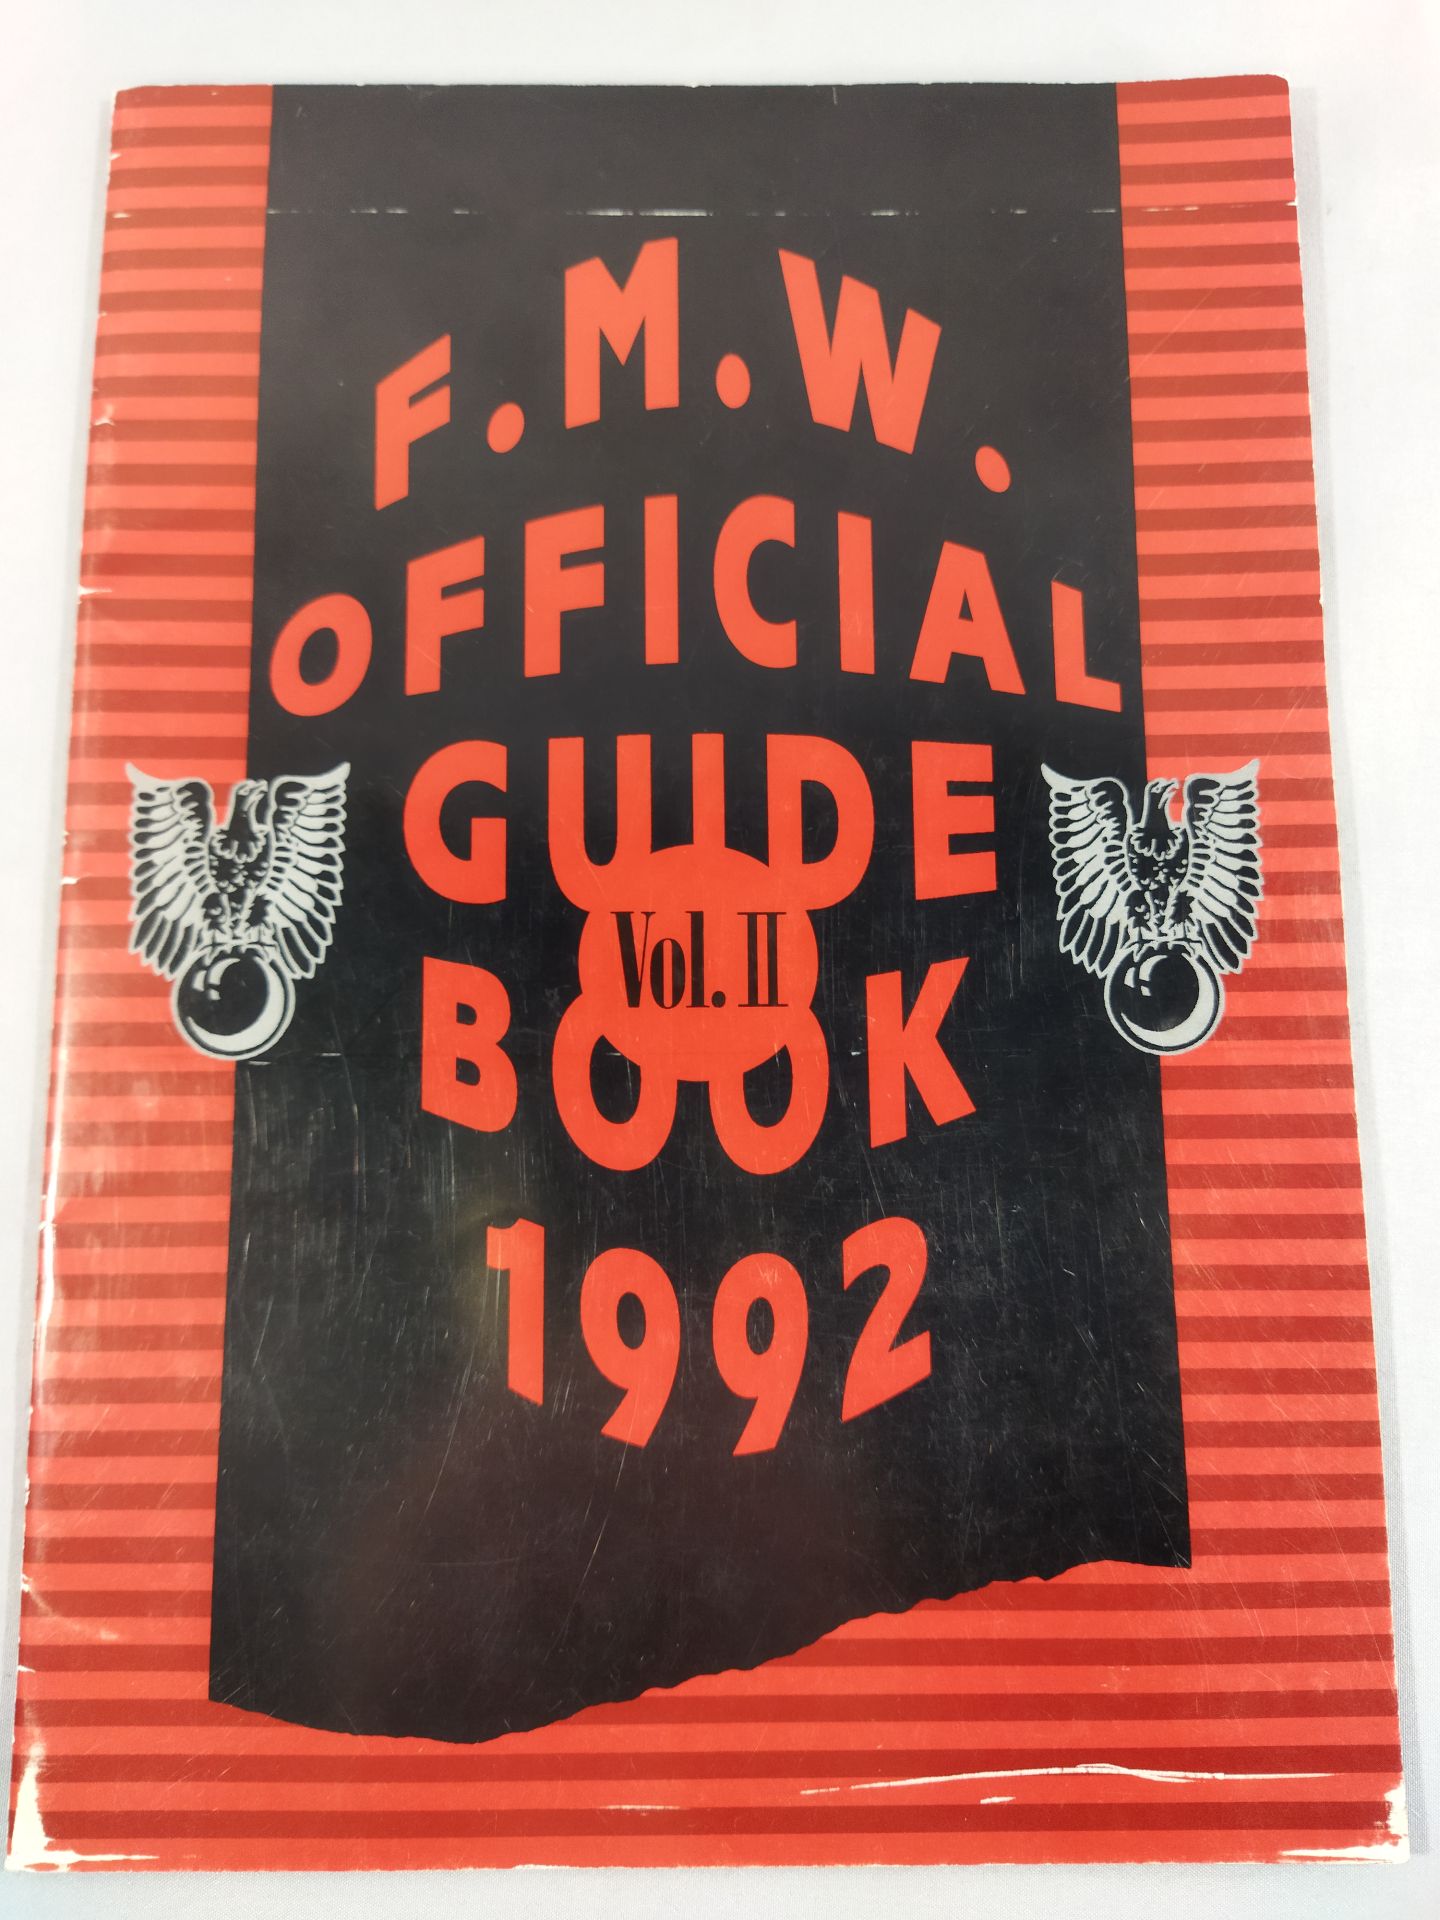 F.M.W.
OFFICIAL
GUIDE
Vol. II
BOOK
1992